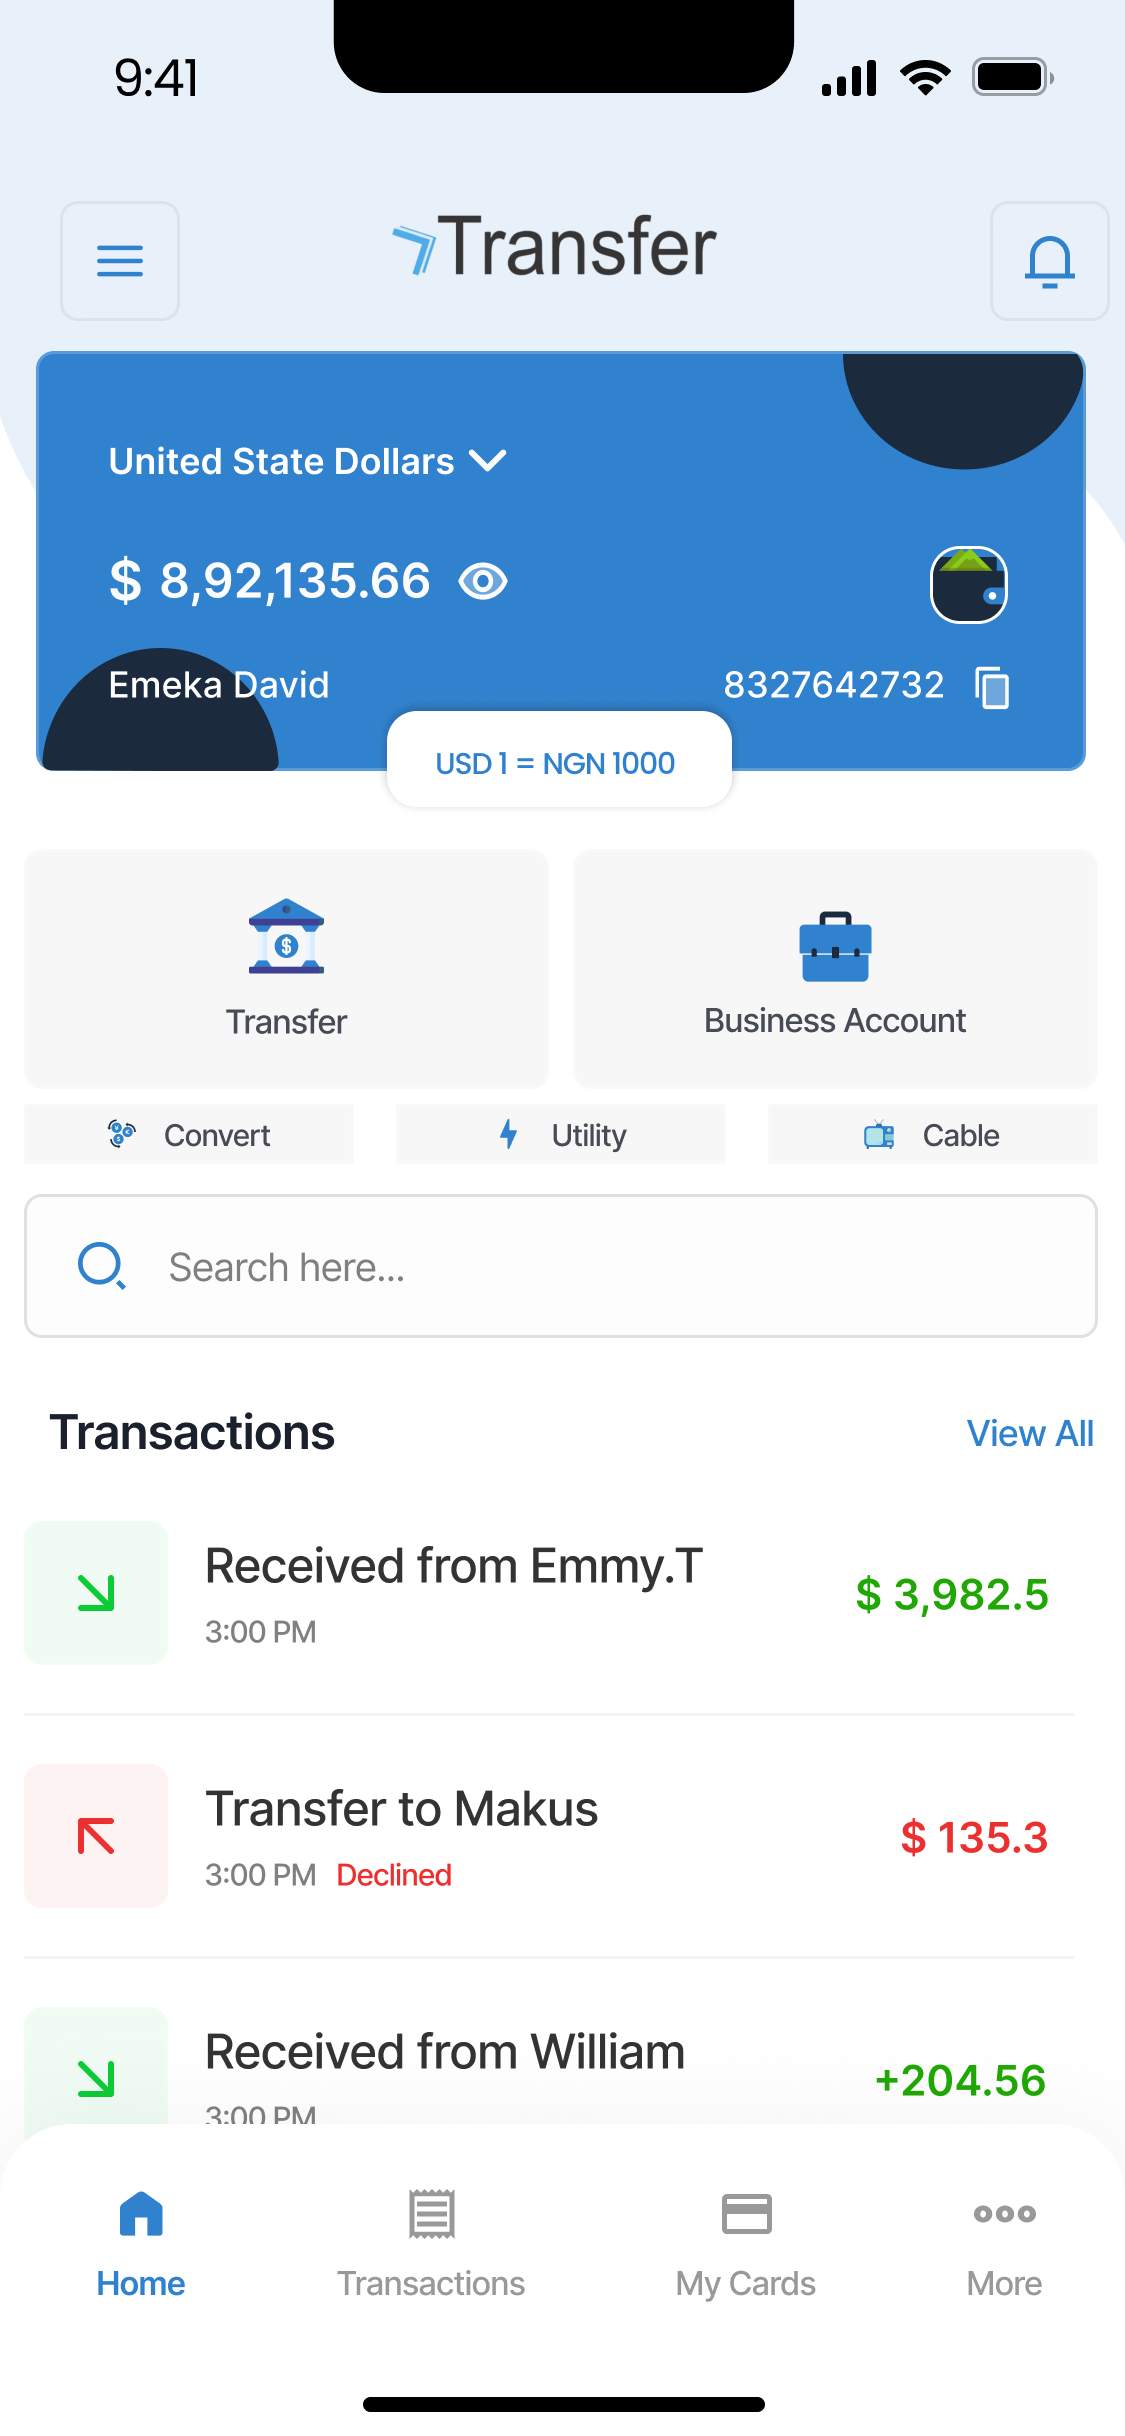 9:41
Transfer
United State Dollars
$ 8,92,135.66
Emeka David
8327642732
USD 1 = NGN 1000
Transfer
Business Account
Convert
Utility
Cable
Search here...
Transactions
View All
Received from Emmy.T
$ 3,982.5
3:00 PM
Transfer to Makus
$ 135.3
3:00 PM Declined
Received from William
+204.56
3:00 PM
Home
Transactions
My Cards
More